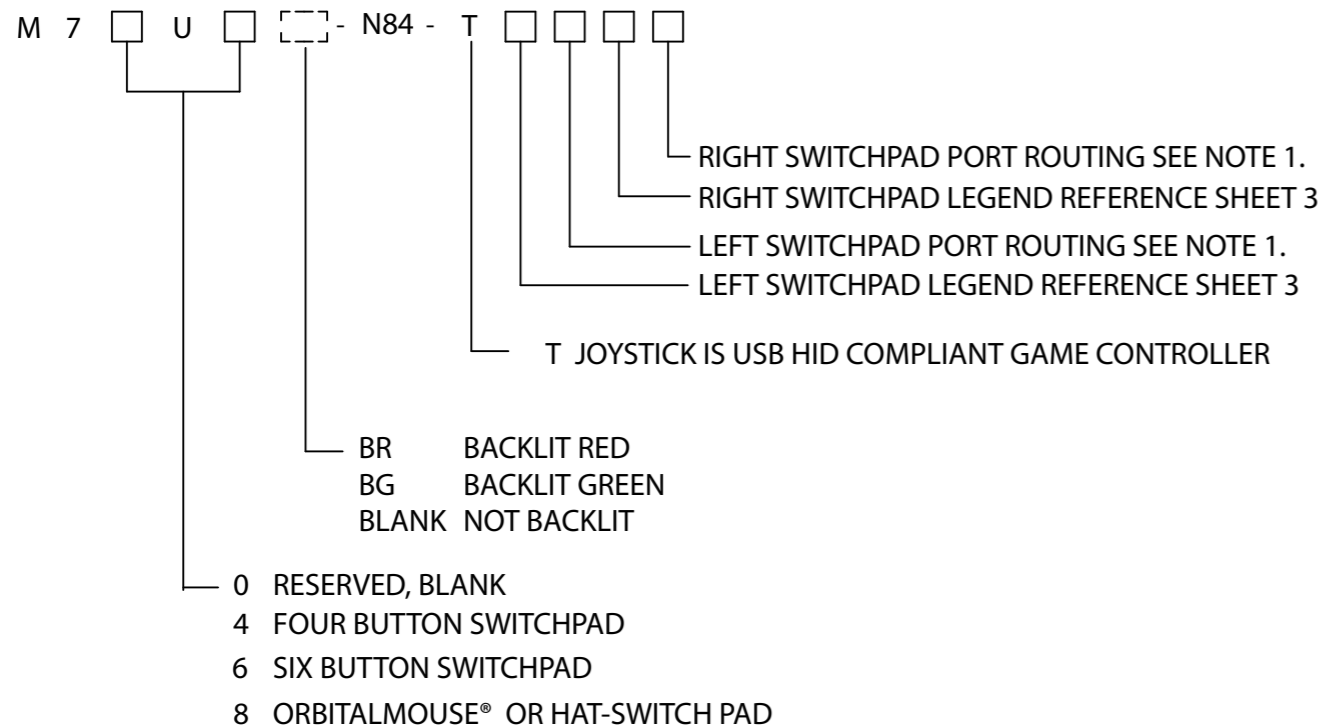 M 7 U - N84 - T
RIGHT SWITCHPAD PORT ROUTING SEE NOTE 1.
RIGHT SWITCHPAD LEGEND REFERENCE SHEET 3
LEFT SWITCHPAD PORT ROUTING SEE NOTE 1.
LEFT SWITCHPAD LEGEND REFERENCE SHEET 3
T JOYSTICK IS USB HID COMPLIANT GAME CONTROLLER
BR BACKLIT RED
BG BACKLIT GREEN
BLANK NOT BACKLIT
0 RESERVED, BLANK
4 FOUR BUTTON SWITCHPAD
6 SIX BUTTON SWITCHPAD
8 ORBITALMOUSE® OR HAT-SWITCH PAD